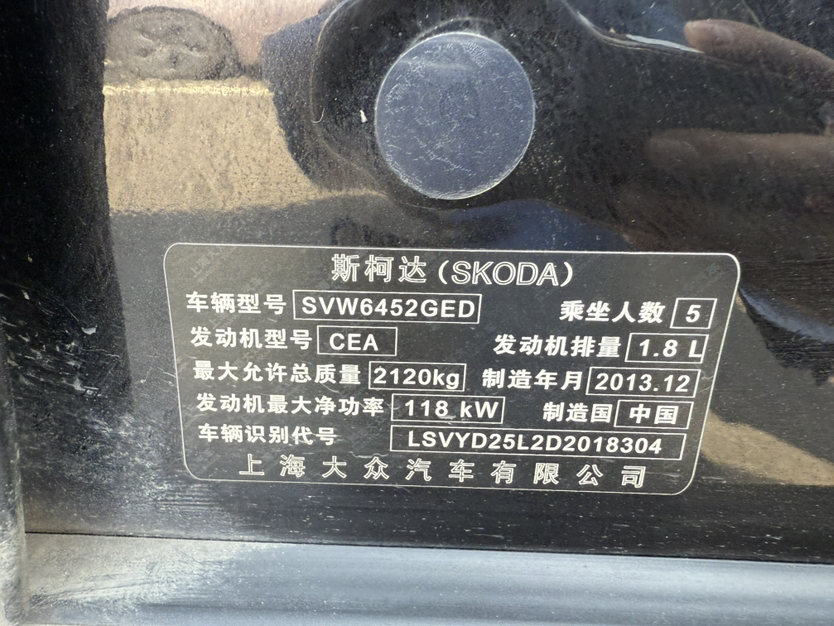 斯柯达(SKODA)
车辆型号 SVW6452GED 乘坐人数 5
发动机型号 CEA 发动机排量 1.8 L
最大允许总质量 2120kg 制造年月 2013.12
发动机最大净功率 118 kW 制造国 中国
车辆识别代号 LSVYD25L2D2018304
上海大众汽车有限公司